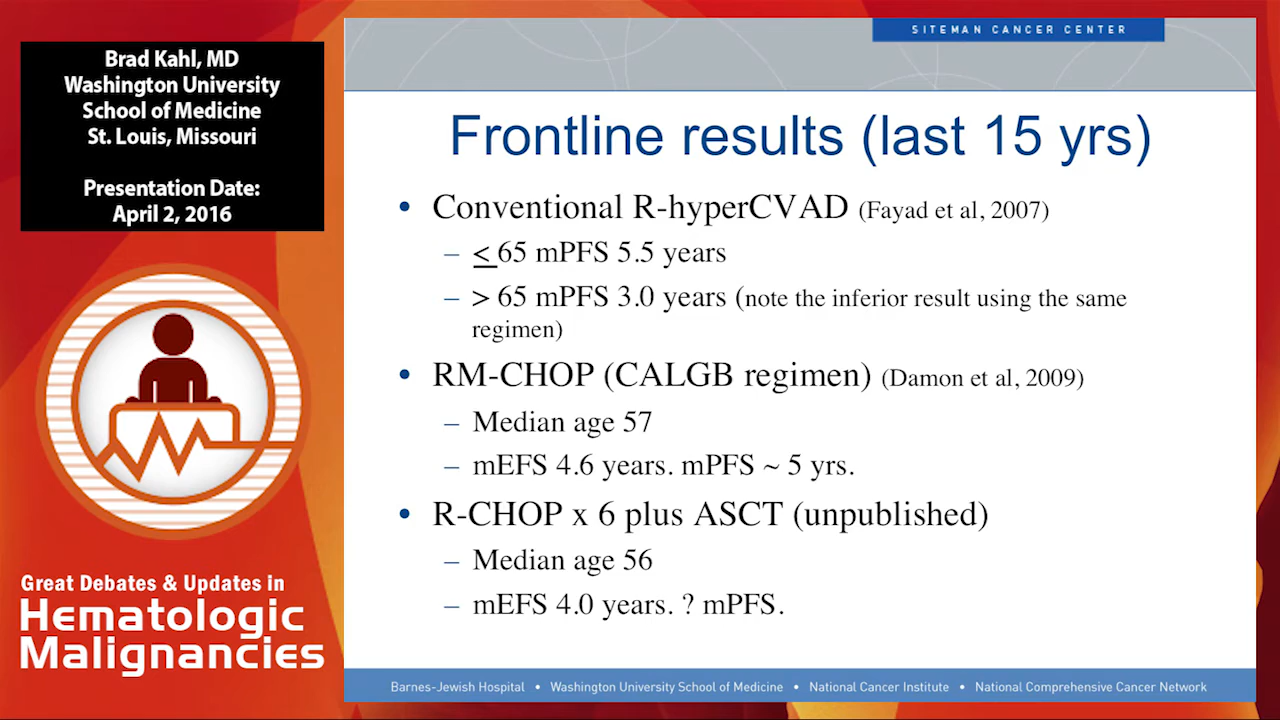 Brad Kahl, MD
Washington University
School of Medicine
St. Louis, Missouri
Presentation Date:
April 2, 2016
Great Debates & Updates in
Hematologic
Malignancies
SITEMAN CANCER CENTER
Frontline results (last 15 yrs)
• Conventional R-hyperCVAD (Fayad et al, 2007)
– < 65 mPFS 5.5 years
– > 65 mPFS 3.0 years (note the inferior result using the same
regimen)
• RM-CHOP (CALGB regimen) (Damon et al, 2009)
– Median age 57
– mEFS 4.6 years. mPFS ~ 5 yrs.
• R-CHOP x 6 plus ASCT (unpublished)
– Median age 56
– mEFS 4.0 years. ? mPFS.
Barnes-Jewish Hospital • Washington University School of Medicine • National Cancer Institute • National Comprehensive Cancer Network